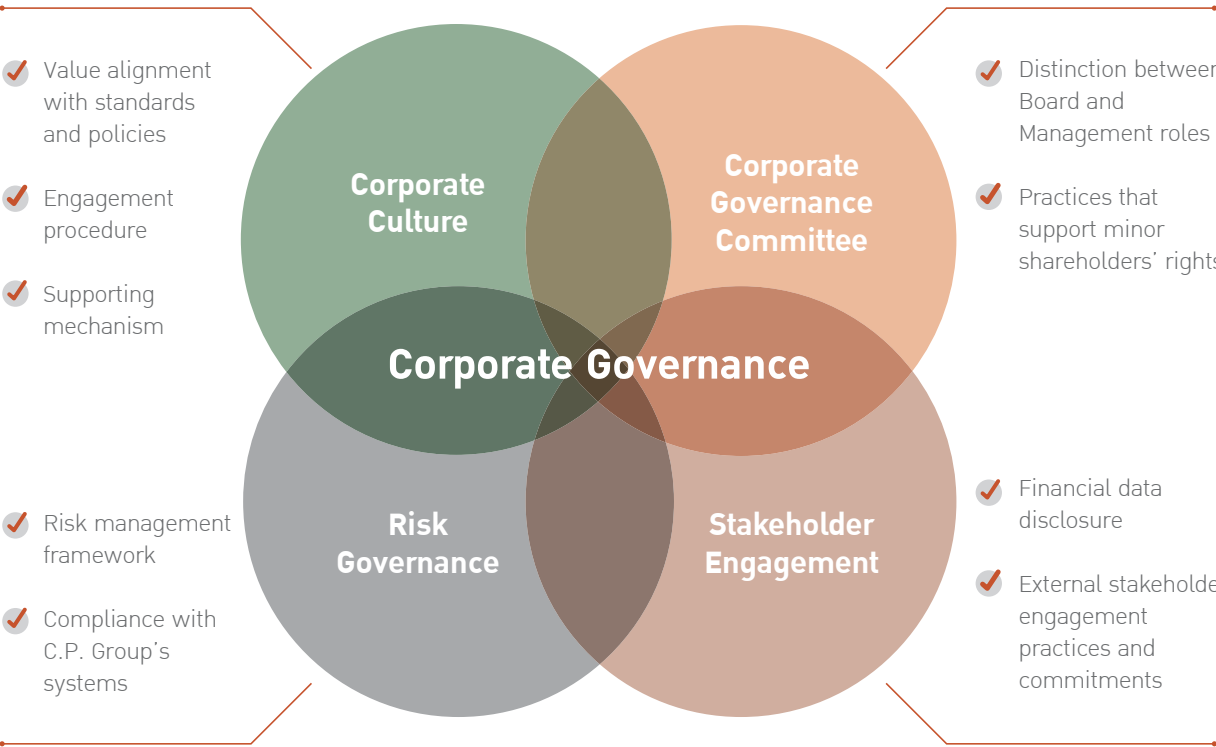 Value alignment
with standards
and policies
Engagement
procedure
Supporting
mechanism
Corporate
Culture
Corporate
Governance
Committee
Distinction between
Board and
Management roles
Practices that
support minor
shareholders’ rights
Corporate Governance
Risk management
framework
Compliance with
C.P. Group’s
systems
Risk
Governance
Stakeholder
Engagement
Financial data
disclosure
External stakeholde
engagement
practices and
commitments